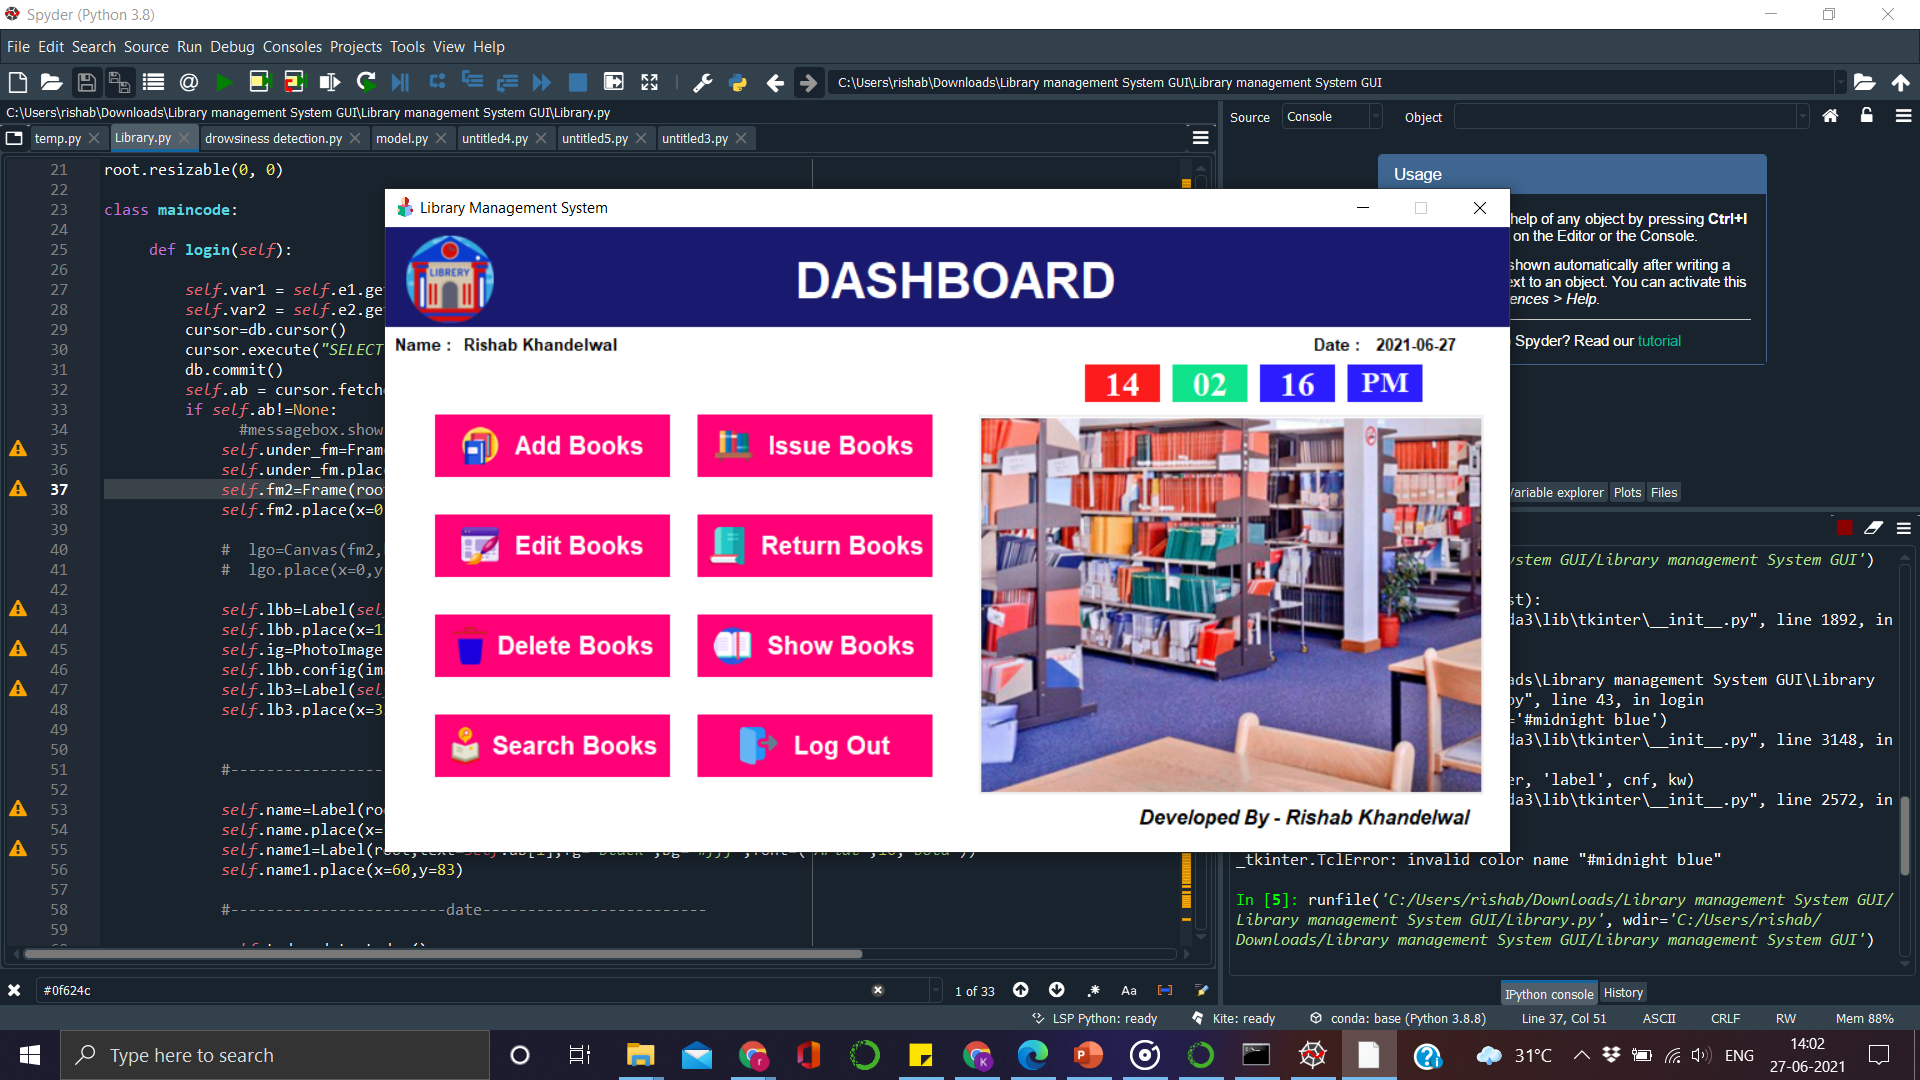 Spyder (Python 3.8)
File Edit Search Source Run Debug Consoles Projects Tools View Help
C:\Users\rishab\Downloads\Library management System GUI\Library management System GUI
C:\Users\rishab\Downloads\Library management System GUI\Library management System GUI\Library.py
temp.py Library.py drowsiness detection.py model.py untitled4.py untitled5.py untitled3.py
21 root.resizable(0, 0)
22
23 class maincode:
24
25 def login(self):
26
27 self.var1 = self.e1.ge
28 self.var2 = self.e2.ge
29 cursor=db.cursor()
30 cursor.execute("SELECT
31 db.commit()
32 self.ab = cursor.fetch
33 if self.ab!=None:
34 #messagebox.show
35 self.under_fm=Fram
36 self.under_fm.plac
37 self.fm2=Frame(roo
38 self.fm2.place(x=0
39
40 # lgo=Canvas(fm2,
41 # lgo.place(x=0,y
42
43 self.lbb=Label(sel
44 self.lbb.place(x=1
45 self.ig=PhotoImage
46 self.lbb.config(im
47 self.lb3=Label(sel
48 self.lb3.place(x=3
49
50
51 #------------------
52
53 self.name=Label(ro
54 self.name.place(x=
55 self.name1=Label(root
56 self.name1.place(x=60,y=83)
57
58 #------------------------date-------------------------
59
#0f624c
1 of 33
Aa
Library Management System
LIBRERY
DASHBOARD
Name : Rishab Khandelwal
Date : 2021-06-27
14 02 16 PM
Add Books
Issue Books
Edit Books
Return Books
Delete Books
Show Books
Search Books
Log Out
Developed By - Rishab Khandelwal
Source Console Object
Usage
help of any object by pressing Ctrl+I
on the Editor or the Console.
shown automatically after writing a
ext to an object. You can activate this
ences > Help.
Spyder? Read our tutorial
Variable explorer Plots Files
ystem GUI/Library management System GUI')
st):
da3\lib\tkinter\__init__.py", line 1892, in
ads\Library management System GUI\Library
py", line 43, in login
='#midnight blue')
da3\lib\tkinter\__init__.py", line 3148, in
er, 'label', cnf, kw)
da3\lib\tkinter\__init__.py", line 2572, in
_tkinter.TclError: invalid color name "#midnight blue"
In [5]: runfile('C:/Users/rishab/Downloads/Library management System GUI/
Library management System GUI/Library.py', wdir='C:/Users/rishab/
Downloads/Library management System GUI/Library management System GUI')
IPython console History
LSP Python: ready Kite: ready conda: base (Python 3.8.8) Line 37, Col 51 ASCII CRLF RW Mem 88%
Type here to search
31°C
ENG
14:02
27-06-2021